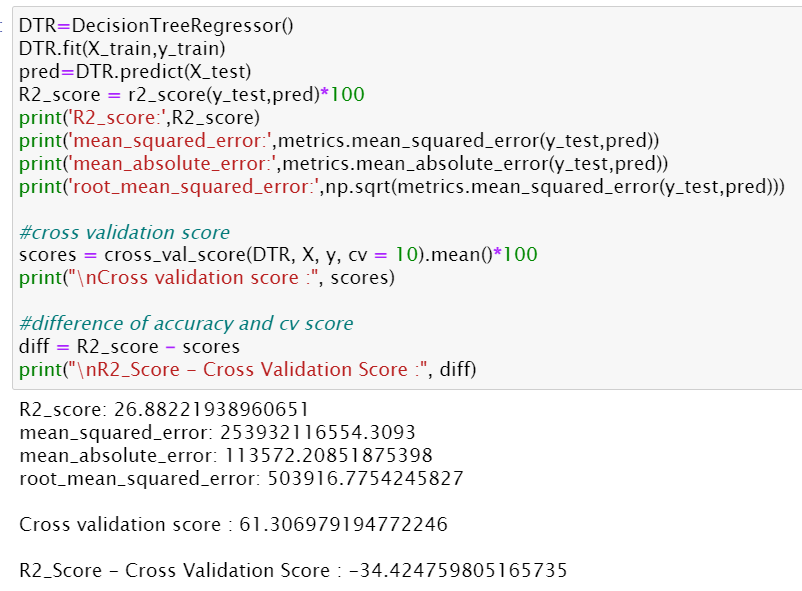 DTR=DecisionTreeRegressor()
DTR.fit(X_train,y_train)
pred=DTR.predict(X_test)
R2_score = r2_score(y_test,pred)*100
print('R2_score:',R2_score)
print('mean_squared_error:',metrics.mean_squared_error(y_test,pred))
print('mean_absolute_error:',metrics.mean_absolute_error(y_test,pred))
print('root_mean_squared_error:',np.sqrt(metrics.mean_squared_error(y_test,pred)))
#cross validation score
scores = cross_val_score(DTR, X, y, cv = 10).mean()*100
print("\nCross validation score :", scores)
#difference of accuracy and cv score
diff = R2_score - scores
print("\nR2_Score - Cross Validation Score :", diff)
R2_score: 26.88221938960651
mean_squared_error: 253932116554.3093
mean_absolute_error: 113572.20851875398
root_mean_squared_error: 503916.7754245827
Cross validation score : 61.306979194772246
R2_Score - Cross Validation Score : -34.424759805165735